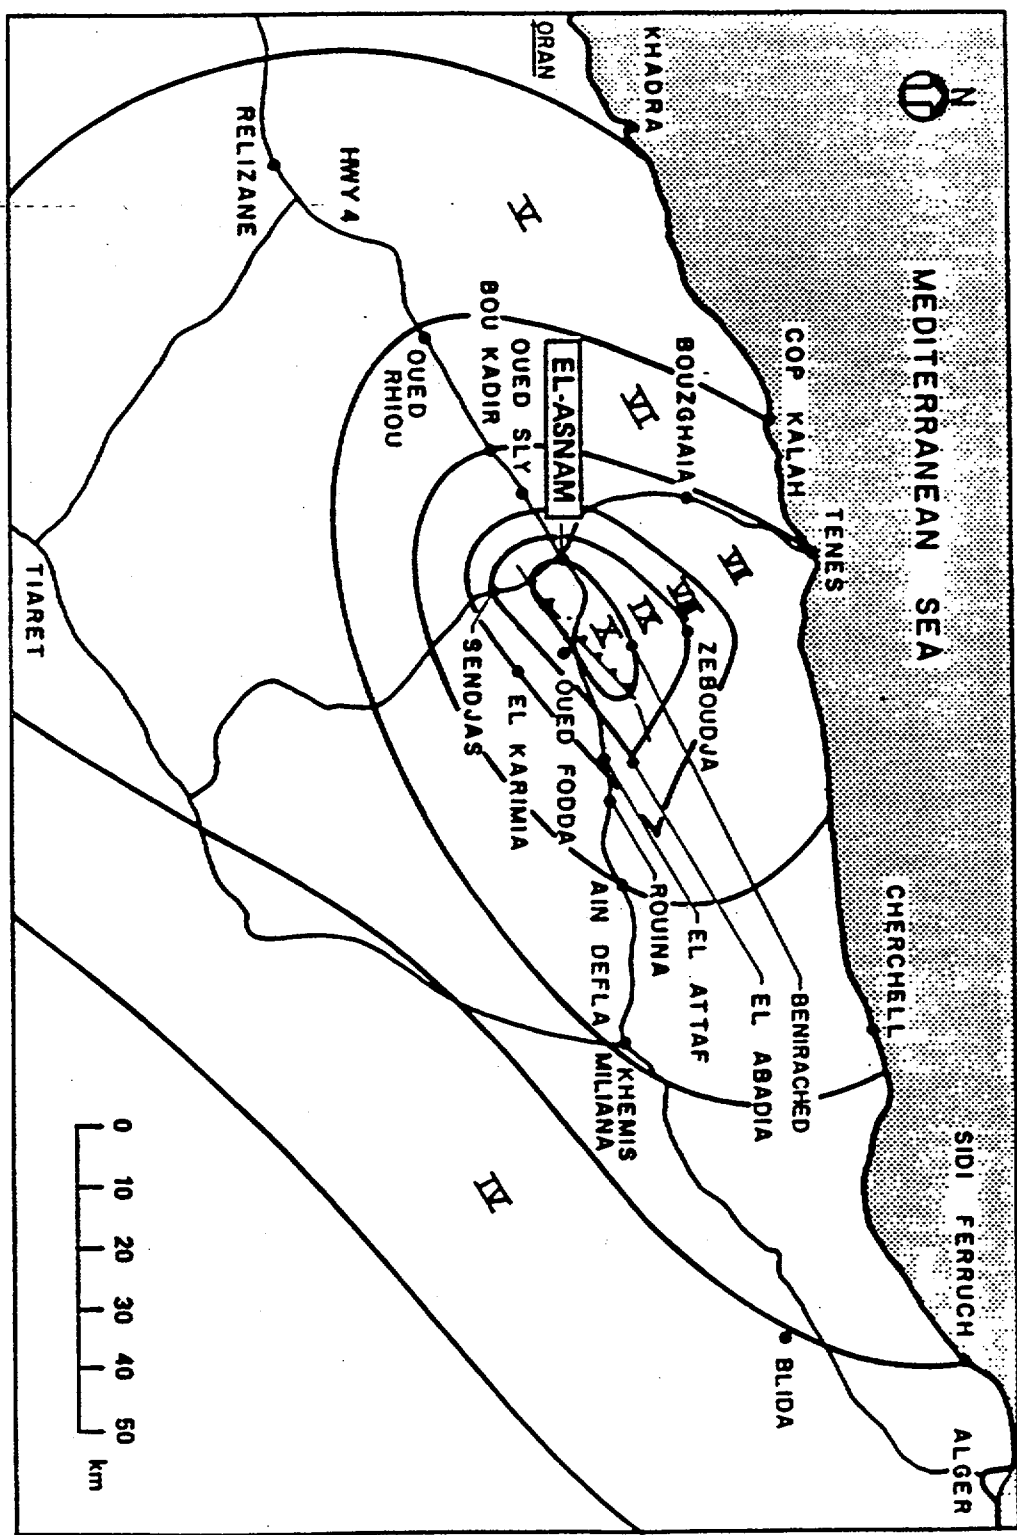 N
MEDITERRANEAN SEA
ALGER
SIDI FERRUCH
CHERCHELL
TENES
COP KALAH
KHADRA
BLIDA
BENIRACHED
EL ABADIA
EL ATTAF
ROUINA
ZEBOUDJA
BOUZGHAIA
KHEMIS
MILIANA
AIN DEFLA
OUED FODDA
EL KARIMIA
SENDJAS
EL-ASNAM
OUED SLY
BOU KADIR
ORAN
OUED
RHIOU
HWY 4
RELIZANE
TIARET
V
VI
VII
VIII
IX
X
IV
0 10 20 30 40 50
km